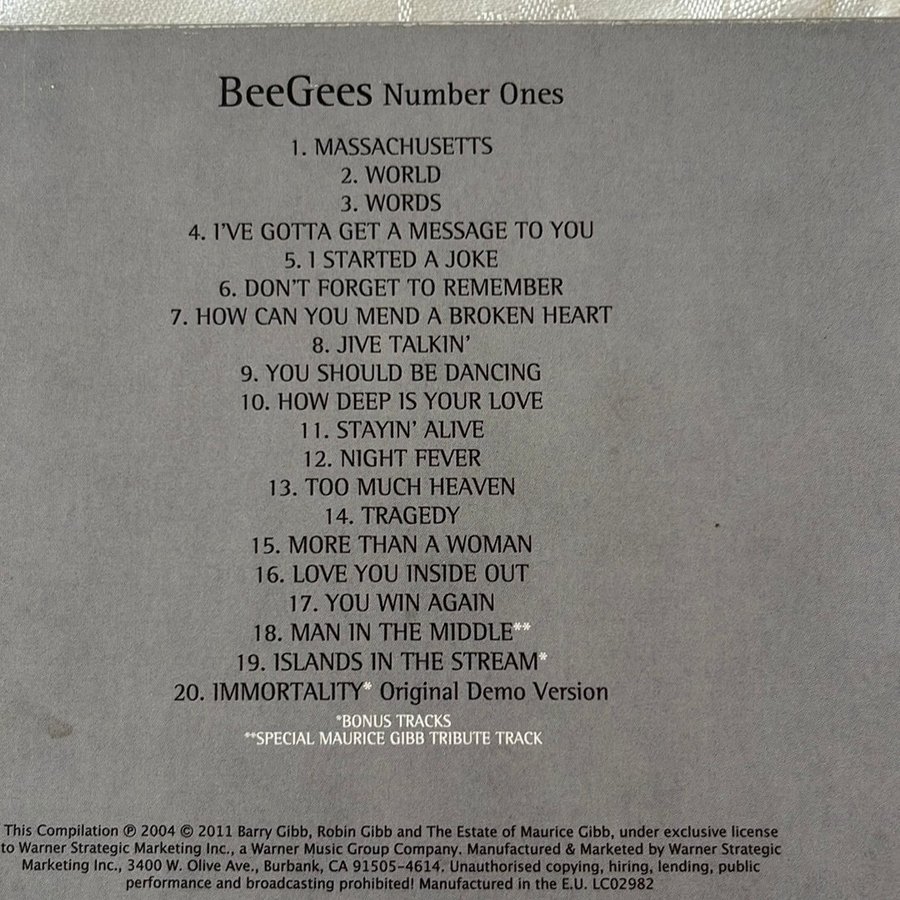 BeeGees Number Ones
1. MASSACHUSETTS
2. WORLD
3. WORDS
4. I'VE GOTTA GET A MESSAGE TO YOU
5. I STARTED A JOKE
6. DON'T FORGET TO REMEMBER
7. HOW CAN YOU MEND A BROKEN HEART
8. JIVE TALKIN'
9. YOU SHOULD BE DANCING
10. HOW DEEP IS YOUR LOVE
11. STAYIN' ALIVE
12. NIGHT FEVER
13. TOO MUCH HEAVEN
14. TRAGEDY
15. MORE THAN A WOMAN
16. LOVE YOU INSIDE OUT
17. YOU WIN AGAIN
18. MAN IN THE MIDDLE**
19. ISLANDS IN THE STREAM*
20. IMMORTALITY* Original Demo Version
*BONUS TRACKS
**SPECIAL MAURICE GIBB TRIBUTE TRACK
This Compilation ℗ 2004 © 2011 Barry Gibb, Robin Gibb and The Estate of Maurice Gibb, under exclusive license
to Warner Strategic Marketing Inc., a Warner Music Group Company. Manufactured & Marketed by Warner Strategic
Marketing Inc., 3400 W. Olive Ave., Burbank, CA 91505-4614. Unauthorised copying, hiring, lending, public
performance and broadcasting prohibited! Manufactured in the E.U. LC02982